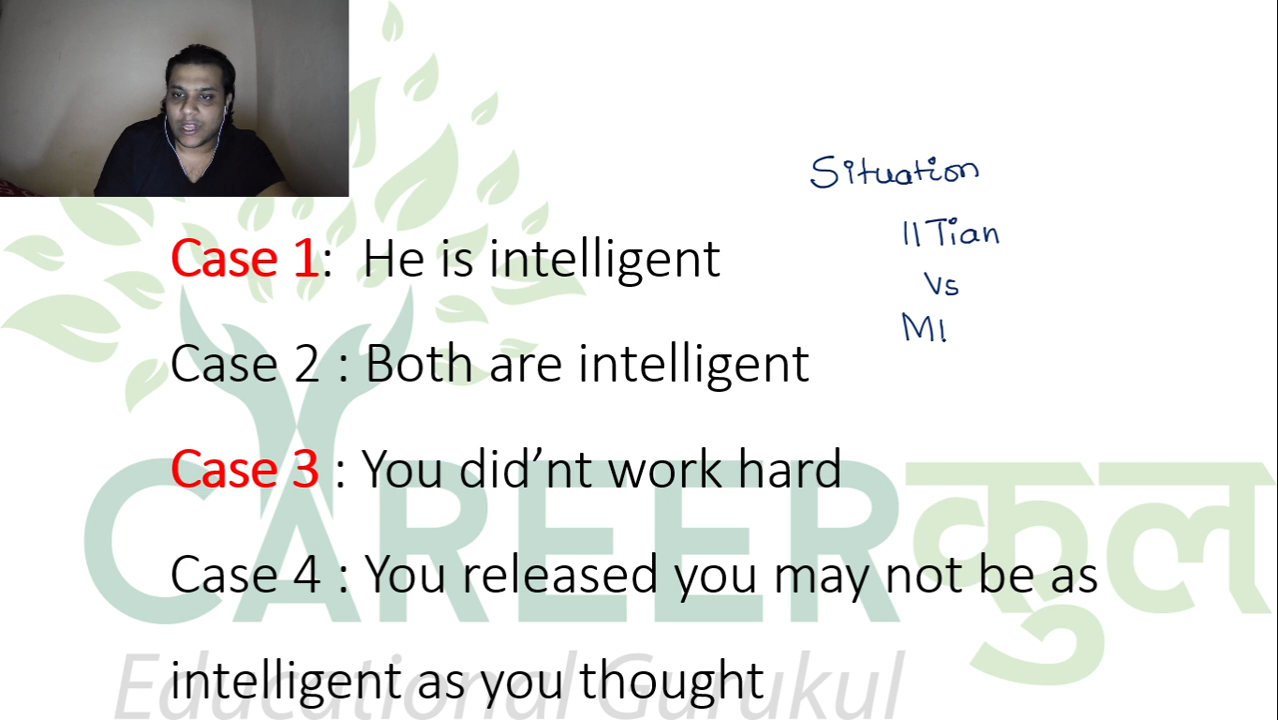 Situation
IITian
Vs
MI
Case 1: He is intelligent
Case 2 : Both are intelligent
Case 3 : You did’nt work hard
Case 4 : You released you may not be as
intelligent as you thought
CAREERकुल
Educational Gurukul